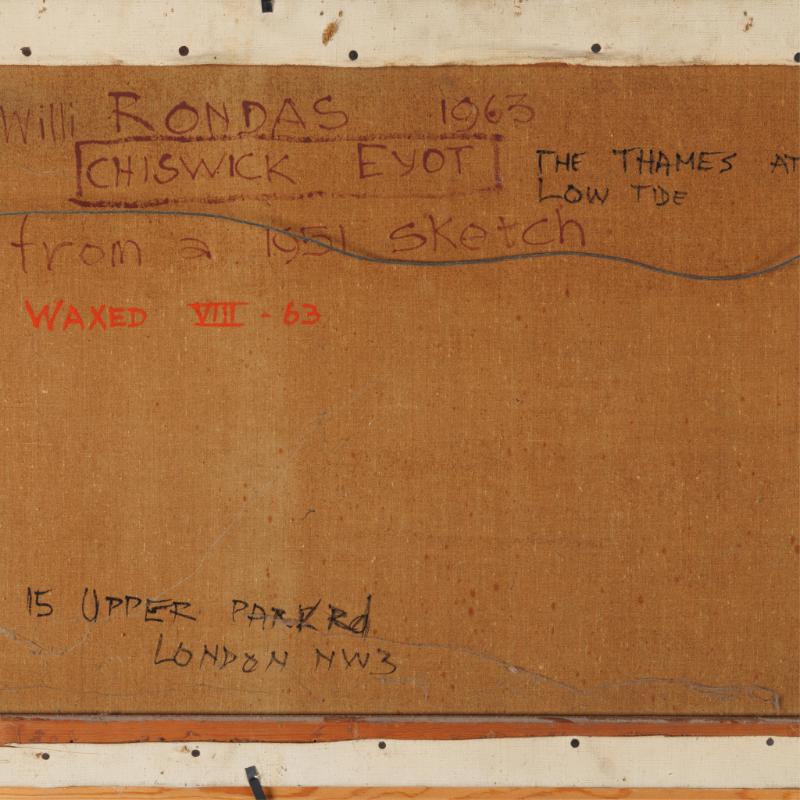 Willi RONDAS 1963
CHISWICK EYOT
THE THAMES AT
LOW TIDE
from a 1951 sketch
WAXED VIII - 63
15 UPPER PARK Rd
LONDON NW3